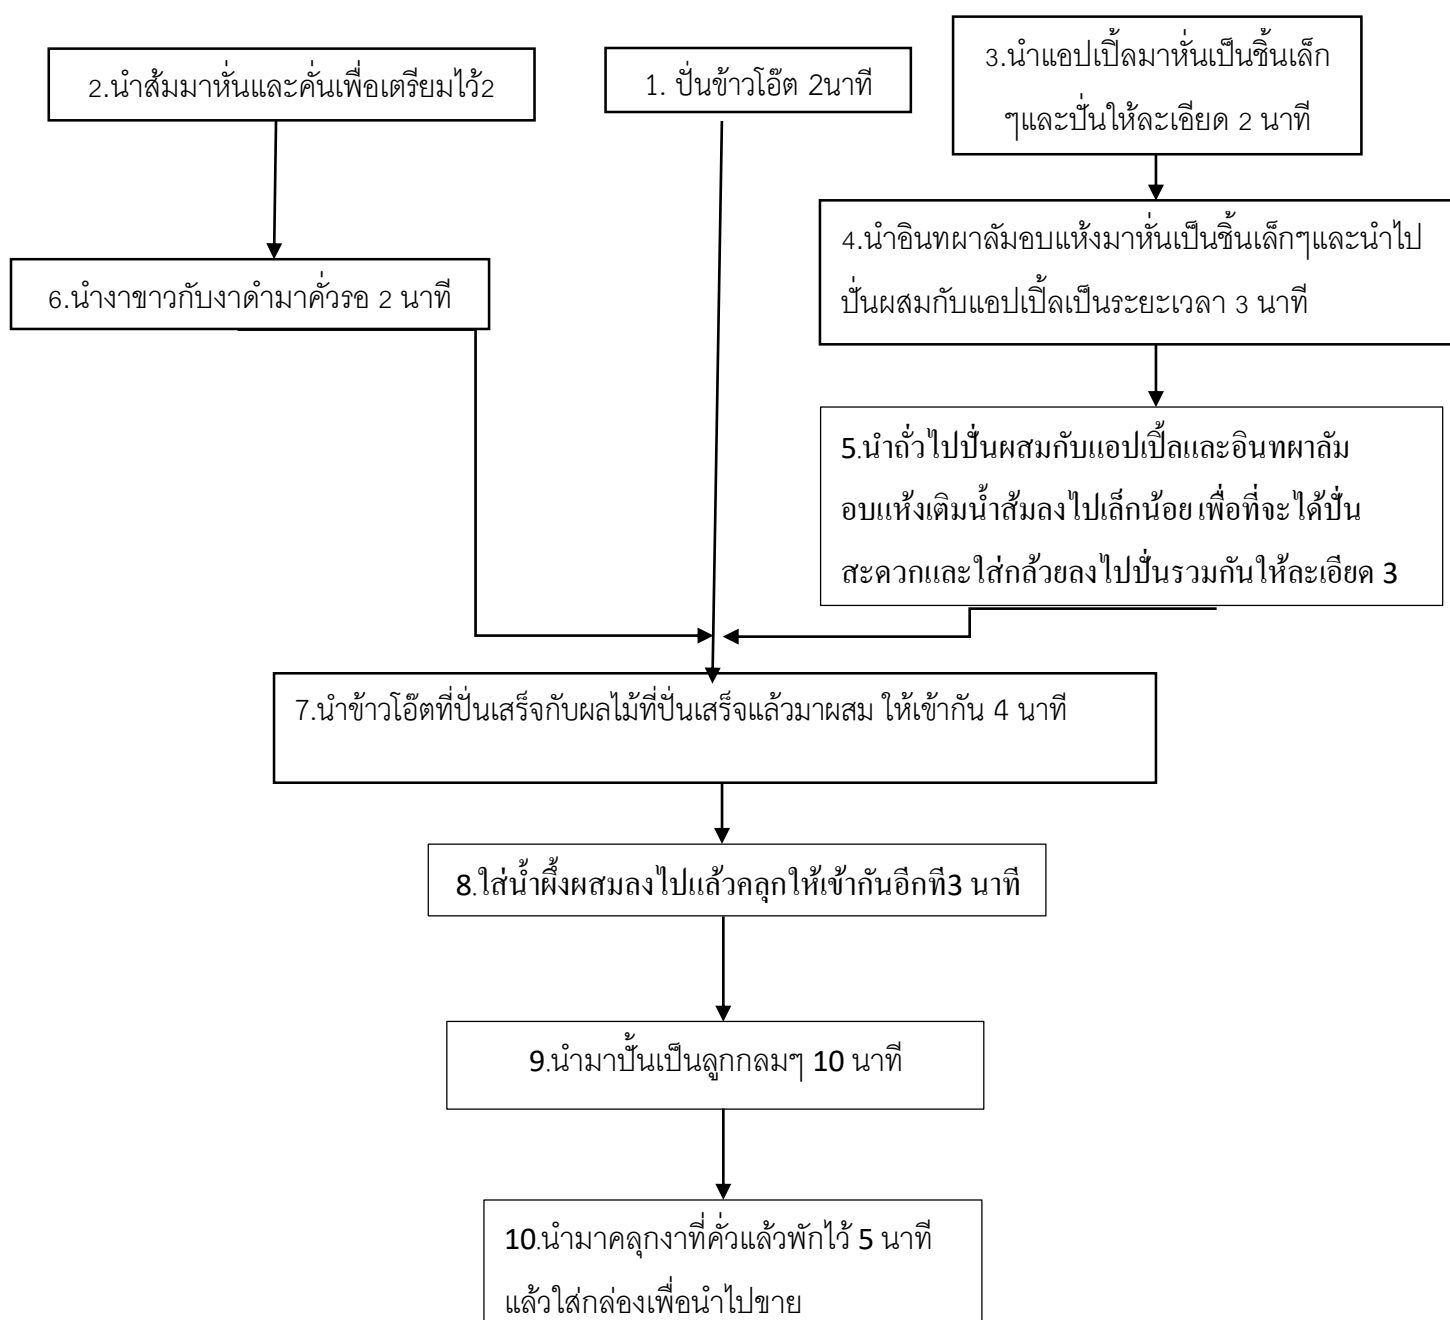 2.นำส้มมาหั่นและคั่นเพื่อเตรียมไว้2
1. ปั่นข้าวโอ๊ต 2นาที
3.นำแอปเปิ้ลมาหั่นเป็นชิ้นเล็ก
ๆและปั่นให้ละเอียด 2 นาที
4.นำอินทผาลัมอบแห้งมาหั่นเป็นชิ้นเล็กๆและนำไป
ปั่นผสมกับแอปเปิ้ลเป็นระยะเวลา 3 นาที
6.นำงาขาวกับงาดำมาคั่วรอ 2 นาที
5.นำถั่วไปปั่นผสมกับแอปเปิ้ลและอินทผาลัม
อบแห้งเติมน้ำส้มลงไปเล็กน้อย เพื่อที่จะได้ปั่น
สะดวกและใส่กล้วยลงไปปั่นรวมกันให้ละเอียด 3
7.นำข้าวโอ๊ตที่ปั่นเสร็จกับผลไม้ที่ปั่นเสร็จแล้วมาผสม ให้เข้ากัน 4 นาที
8.ใส่น้ำผึ้งผสมลงไปแล้วคลุกให้เข้ากันอีกที3 นาที
9.นำมาปั้นเป็นลูกกลมๆ 10 นาที
10.นำมาคลุกงาที่คั่วแล้วพักไว้ 5 นาที
แล้วใส่กล่องเพื่อนำไปขาย